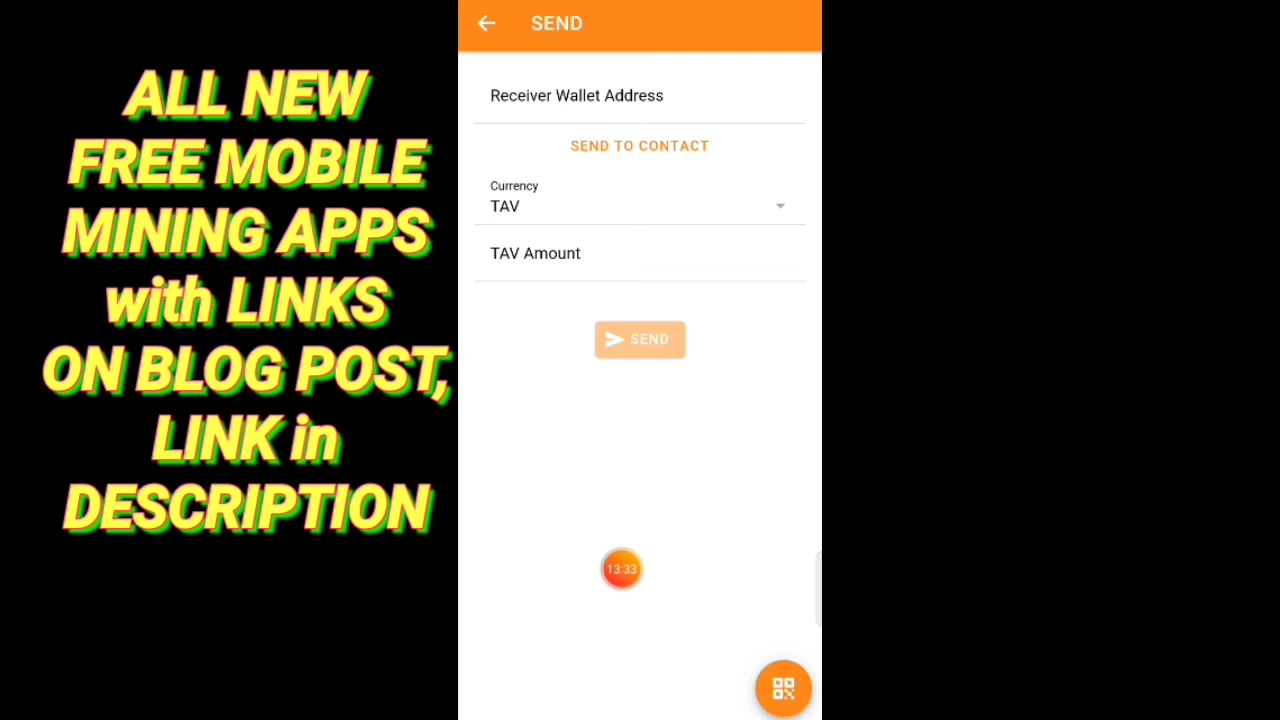 ALL NEW
FREE MOBILE
MINING APPS
with LINKS
ON BLOG POST,
LINK in
DESCRIPTION
SEND
Receiver Wallet Address
SEND TO CONTACT
Currency
TAV
TAV Amount
SEND
13:33